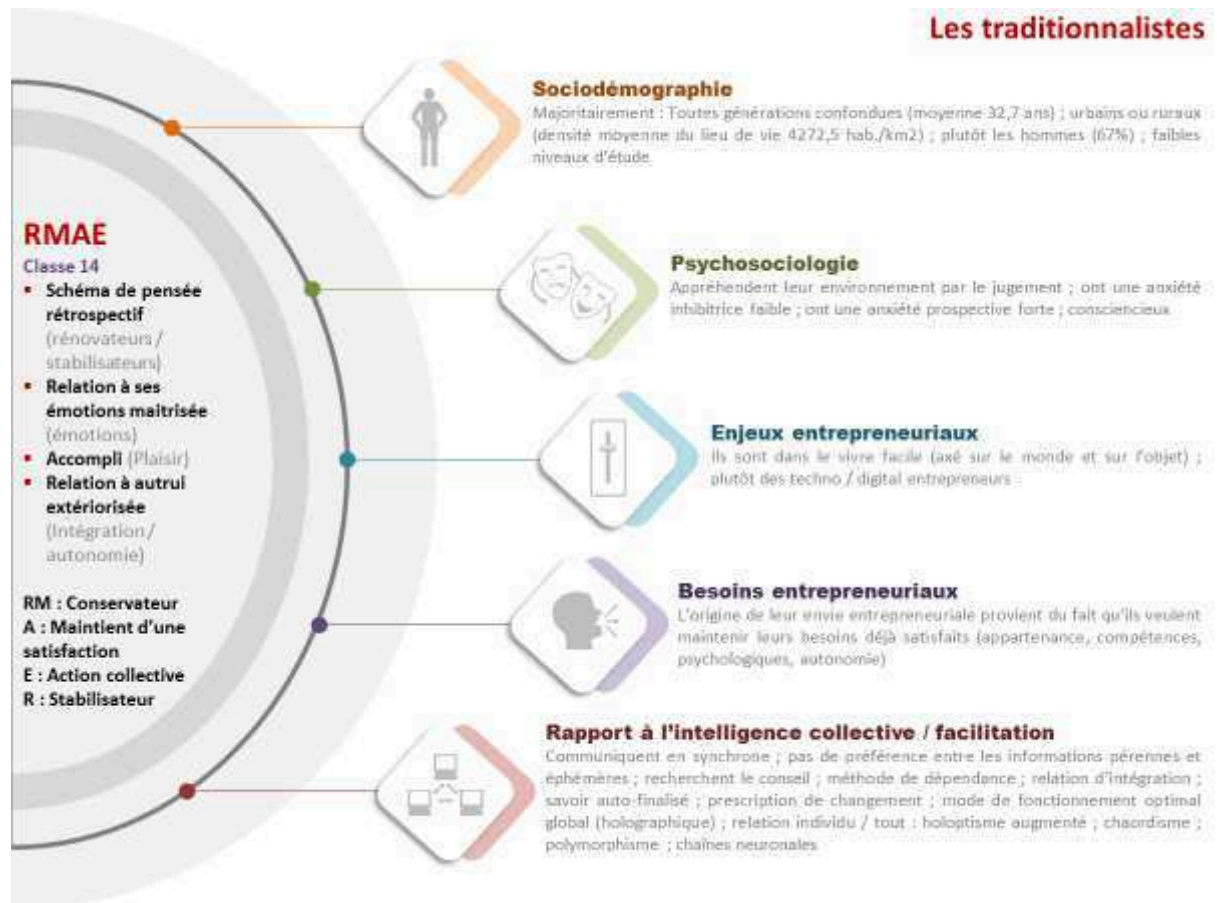 Les traditionnalistes
RMAE
Classe 14
▪ Schéma de pensée
rétrospectif
(rénovateurs /
stabilisateurs)
▪ Relation à ses
émotions maitrisée
(émotions)
▪ Accompli (Plaisir)
▪ Relation à autrui
extériorisée
(Intégration /
autonomie)
RM : Conservateur
A : Maintient d'une
satisfaction
E : Action collective
R : Stabilisateur
Sociodémographie
Majoritairement : Toutes générations confondues (moyenne 32,7 ans) ; urbains ou ruraux
(densité moyenne du lieu de vie 4272,5 hab./km2) ; plutôt les hommes (67%) ; faibles
niveaux d'étude
Psychosociologie
Appréhendent leur environnement par le jugement ; ont une anxiété
inhibitrice faible ; ont une anxiété prospective forte ; consciencieux
Enjeux entrepreneuriaux
Ils sont dans le vivre facile (axé sur le monde et sur l'objet) ;
plutôt des techno / digital entrepreneurs
Besoins entrepreneuriaux
L'origine de leur envie entrepreneuriale provient du fait qu'ils veulent
maintenir leurs besoins déjà satisfaits (appartenance, compétences,
psychologiques, autonomie)
Rapport à l'intelligence collective / facilitation
Communiquent en synchrone ; pas de préférence entre les informations pérennes et
éphémères ; recherchent le conseil ; méthode de dépendance ; relation d'intégration ;
savoir auto-finalisé ; prescription de changement ; mode de fonctionnement optimal
global (holographique) ; relation individu / tout : holoptisme augmenté ; chaordisme ;
polymorphisme ; chaînes neuronales